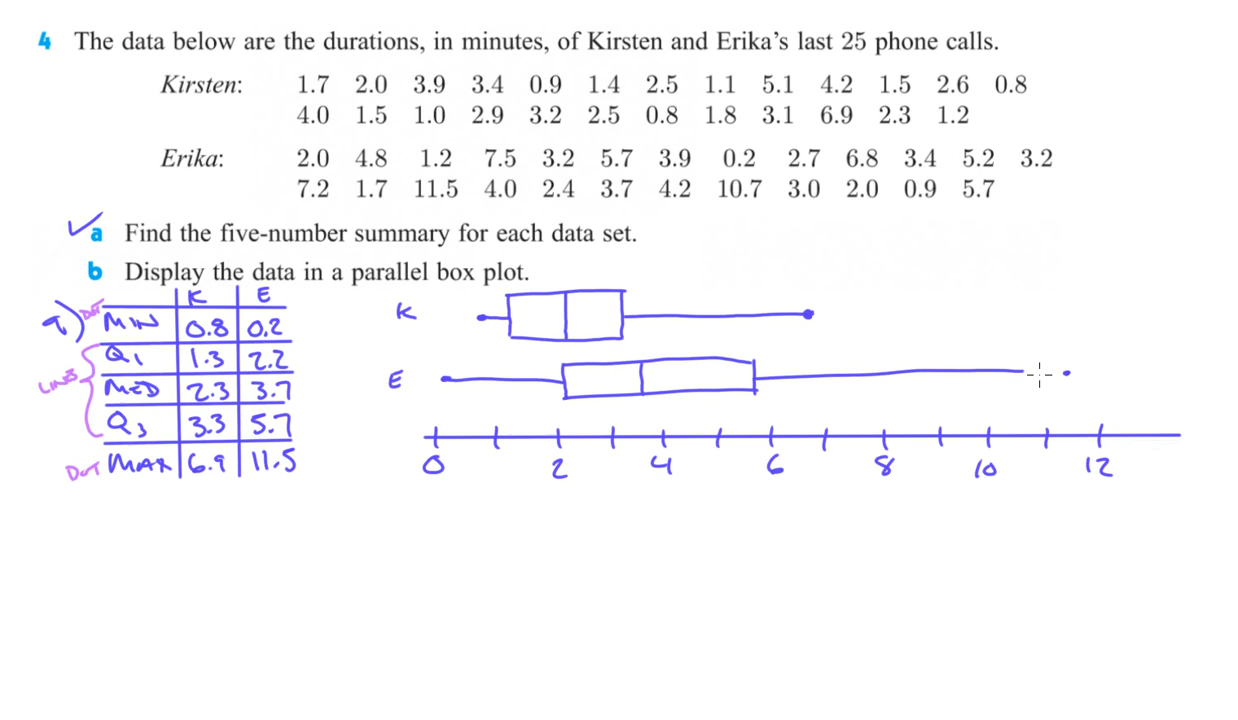 4 The data below are the durations, in minutes, of Kirsten and Erika's last 25 phone calls.
Kirsten: 1.7 2.0 3.9 3.4 0.9 1.4 2.5 1.1 5.1 4.2 1.5 2.6 0.8
4.0 1.5 1.0 2.9 3.2 2.5 0.8 1.8 3.1 6.9 2.3 1.2
Erika: 2.0 4.8 1.2 7.5 3.2 5.7 3.9 0.2 2.7 6.8 3.4 5.2 3.2
7.2 1.7 11.5 4.0 2.4 3.7 4.2 10.7 3.0 2.0 0.9 5.7
a Find the five-number summary for each data set.
b Display the data in a parallel box plot.
K E
a) DOT MIN 0.8 0.2
Q1 1.3 2.2
LINES MED 2.3 3.7
Q3 3.3 5.7
DOT MAX 6.9 11.5
K
E
0 2 4 6 8 10 12